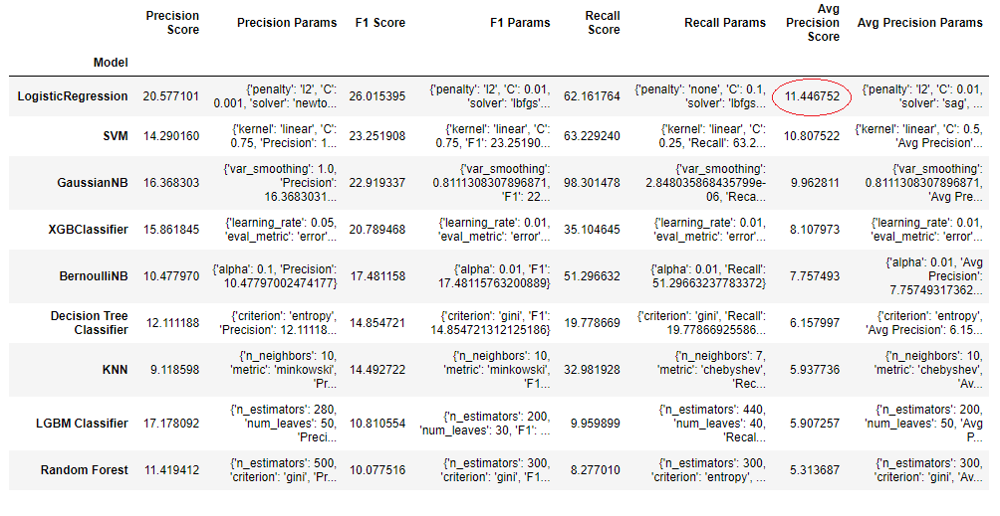 Precision Score Precision Params F1 Score F1 Params Recall Score Recall Params Avg Precision Score Avg Precision Params
Model
LogisticRegression 20.577101 {'penalty': 'l2', 'C': 0.001, 'solver': 'newto... 26.015395 {'penalty': 'l2', 'C': 0.01, 'solver': 'lbfgs'... 62.161764 {'penalty': 'none', 'C': 0.1, 'solver': 'lbfgs... 11.446752 {'penalty': 'l2', 'C': 0.01, 'solver': 'sag', ...
SVM 14.290160 {'kernel': 'linear', 'C': 0.75, 'Precision': 1... 23.251908 {'kernel': 'linear', 'C': 0.75, 'F1': 23.25190... 63.229240 {'kernel': 'linear', 'C': 0.25, 'Recall': 63.2... 10.807522 {'kernel': 'linear', 'C': 0.5, 'Avg Precision'...
GaussianNB 16.368303 {'var_smoothing': 1.0, 'Precision': 16.3683031... 22.919337 {'var_smoothing': 0.8111308307896871, 'F1': 22... 98.301478 {'var_smoothing': 2.848035868435799e-06, 'Reca... 9.962811 {'var_smoothing': 0.8111308307896871, 'Avg Pre...
XGBClassifier 15.861845 {'learning_rate': 0.05, 'eval_metric': 'error'... 20.789468 {'learning_rate': 0.01, 'eval_metric': 'error'... 35.104645 {'learning_rate': 0.01, 'eval_metric': 'error'... 8.107973 {'learning_rate': 0.01, 'eval_metric': 'error'...
BernoulliNB 10.477970 {'alpha': 0.1, 'Precision': 10.47797002474177} 17.481158 {'alpha': 0.01, 'F1': 17.48115763200889} 51.296632 {'alpha': 0.01, 'Recall': 51.29663237783372} 7.757493 {'alpha': 0.01, 'Avg Precision': 7.75749317362...
Decision Tree Classifier 12.111188 {'criterion': 'entropy', 'Precision': 12.11118... 14.854721 {'criterion': 'gini', 'F1': 14.854721312125186} 19.778669 {'criterion': 'gini', 'Recall': 19.77866925586... 6.157997 {'criterion': 'entropy', 'Avg Precision': 6.15...
KNN 9.118598 {'n_neighbors': 10, 'metric': 'minkowski', 'Pr... 14.492722 {'n_neighbors': 10, 'metric': 'minkowski', 'F1... 32.981928 {'n_neighbors': 7, 'metric': 'chebyshev', 'Rec... 5.937736 {'n_neighbors': 10, 'metric': 'chebyshev', 'Av...
LGBM Classifier 17.178092 {'n_estimators': 280, 'num_leaves': 50, 'Preci... 10.810554 {'n_estimators': 200, 'num_leaves': 30, 'F1': ... 9.959899 {'n_estimators': 440, 'num_leaves': 40, 'Recal... 5.907257 {'n_estimators': 200, 'num_leaves': 50, 'Avg P...
Random Forest 11.419412 {'n_estimators': 500, 'criterion': 'gini', 'Pr... 10.077516 {'n_estimators': 300, 'criterion': 'gini', 'F1... 8.277010 {'n_estimators': 300, 'criterion': 'entropy', ... 5.313687 {'n_estimators': 300, 'criterion': 'gini', 'Av...